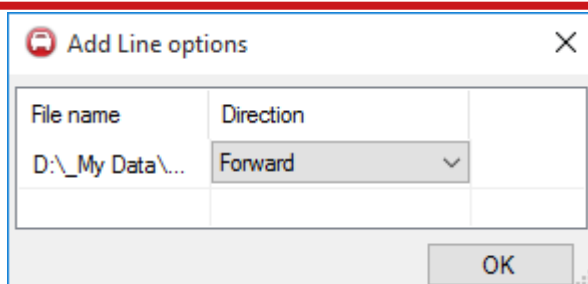 Add Line options
File name Direction
D:\_My Data\... Forward
OK